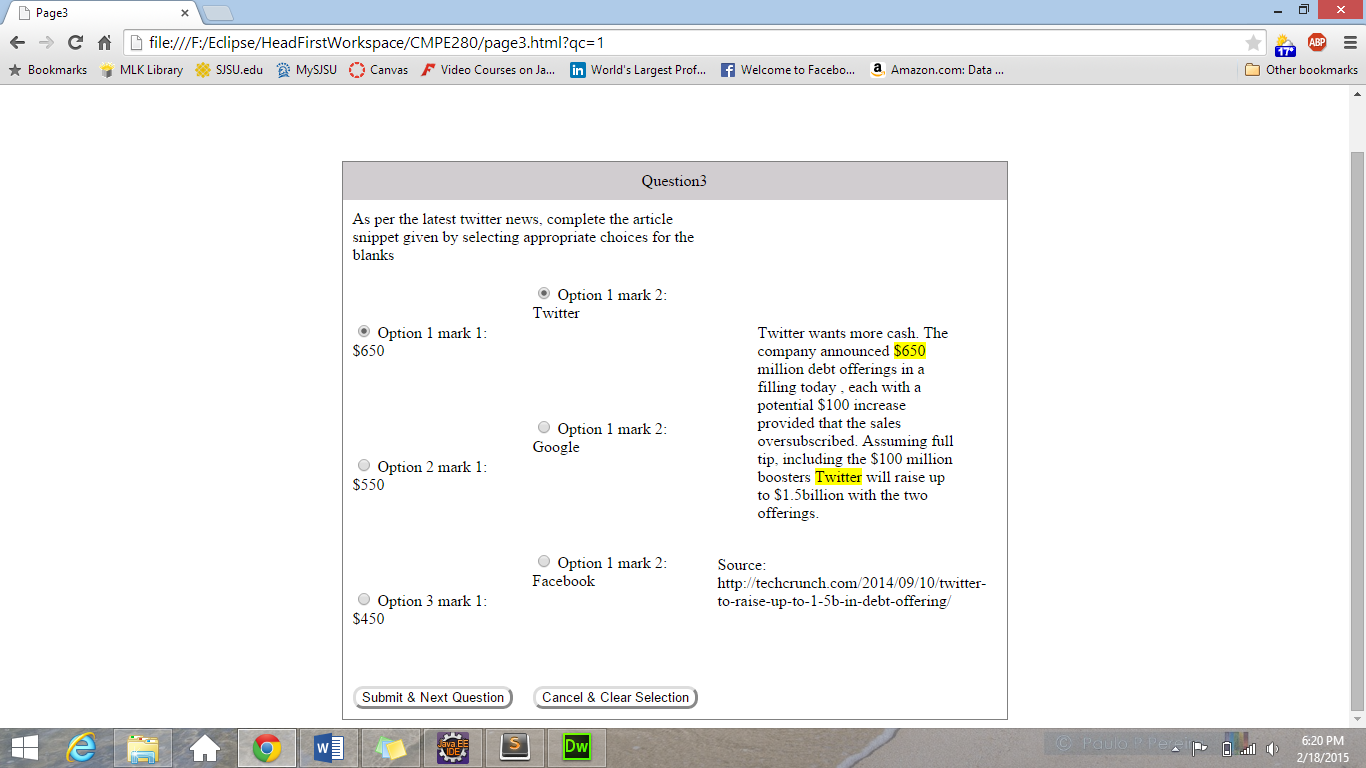 Page3
file:///F:/Eclipse/HeadFirstWorkspace/CMPE280/page3.html?qc=1
ABP
17°
Bookmarks
MLK Library
SJSU.edu
MySJSU
Canvas
Video Courses on Ja...
in
World's Largest Prof...
f
Welcome to Facebo...
a
Amazon.com: Data ...
Other bookmarks
Question3
As per the latest twitter news, complete the article
snippet given by selecting appropriate choices for the
blanks
Option 1 mark 1:
$650
Option 2 mark 1:
$550
Option 3 mark 1:
$450
Option 1 mark 2:
Twitter
Option 1 mark 2:
Google
Option 1 mark 2:
Facebook
Twitter wants more cash. The
company announced $650
million debt offerings in a
filling today , each with a
potential $100 increase
provided that the sales
oversubscribed. Assuming full
tip, including the $100 million
boosters Twitter will raise up
to $1.5billion with the two
offerings.
Source:
http://techcrunch.com/2014/09/10/twitter-
to-raise-up-to-1-5b-in-debt-offering/
Submit & Next Question
Cancel & Clear Selection
W
Java EE
IDE
S
Dw
© Paulo P
6:20 PM
2/18/2015